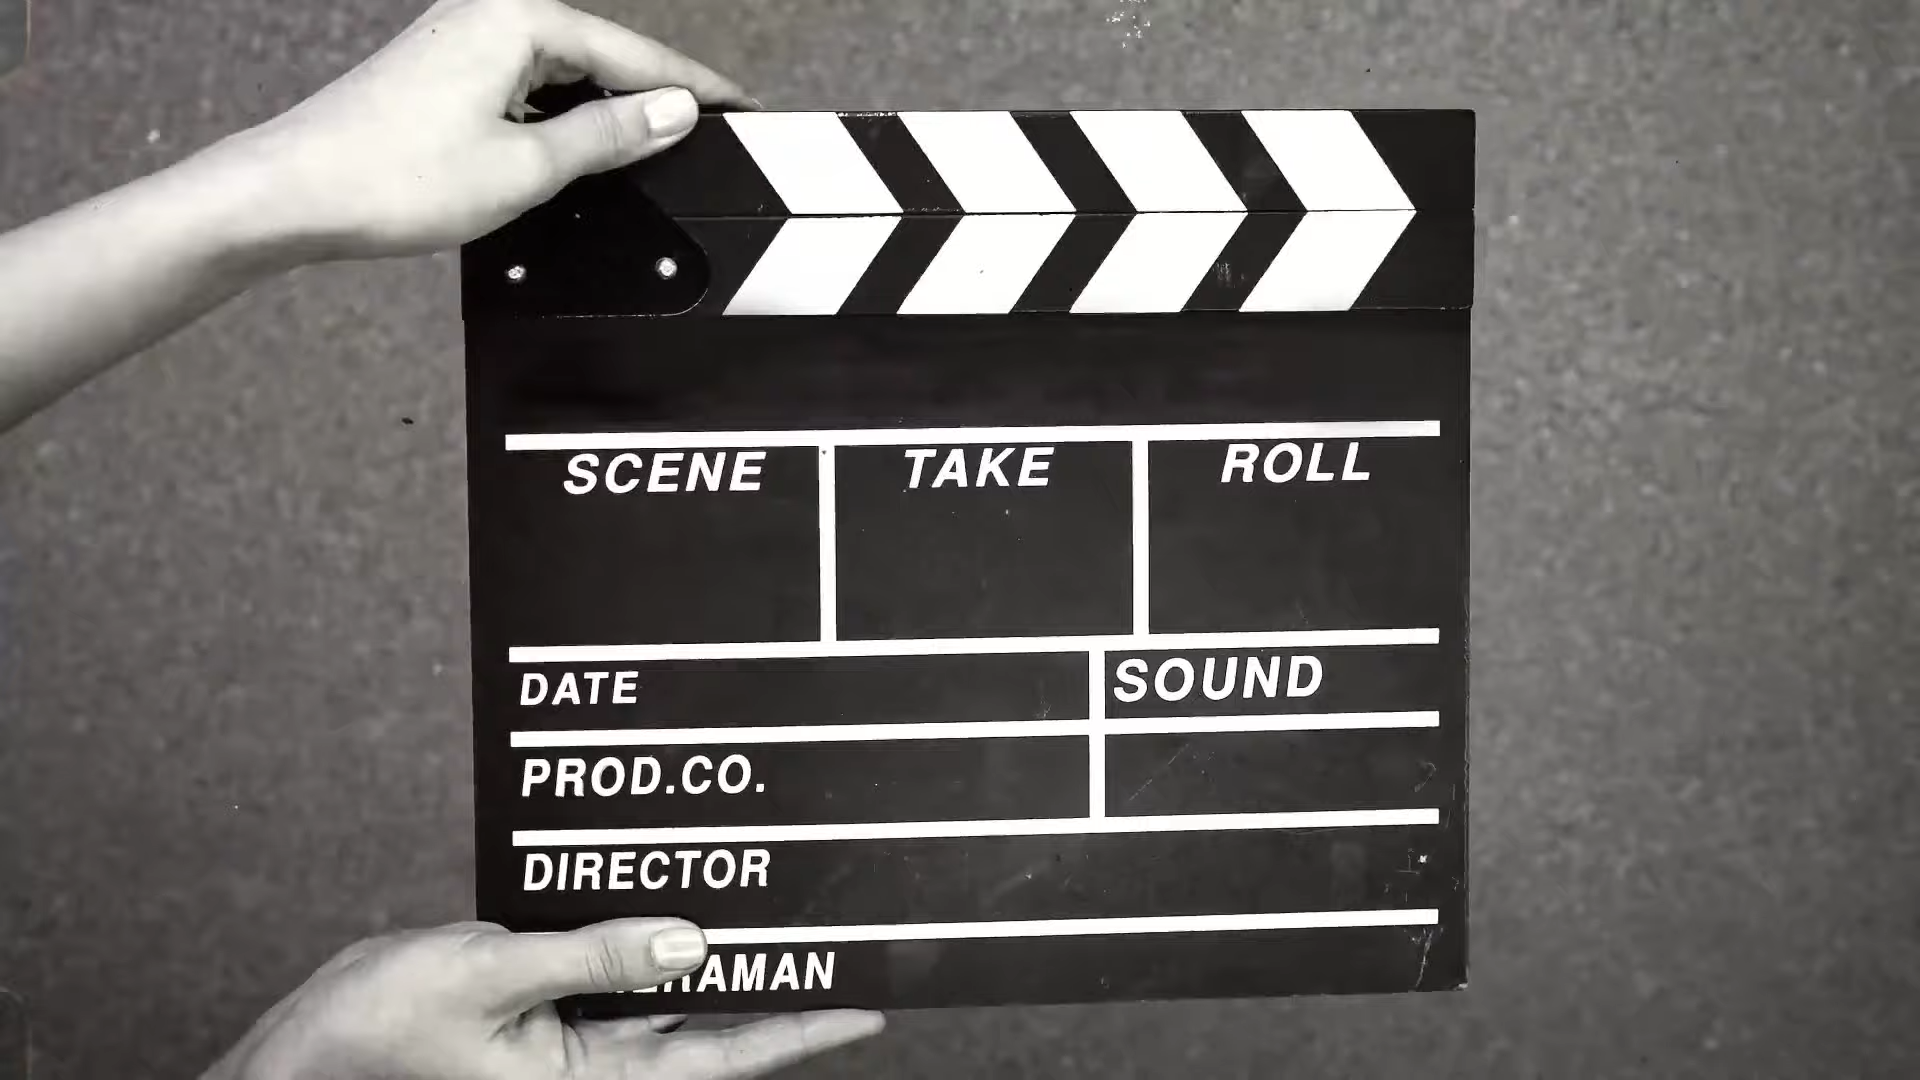 SCENE TAKE ROLL
DATE SOUND
PROD.CO.
DIRECTOR